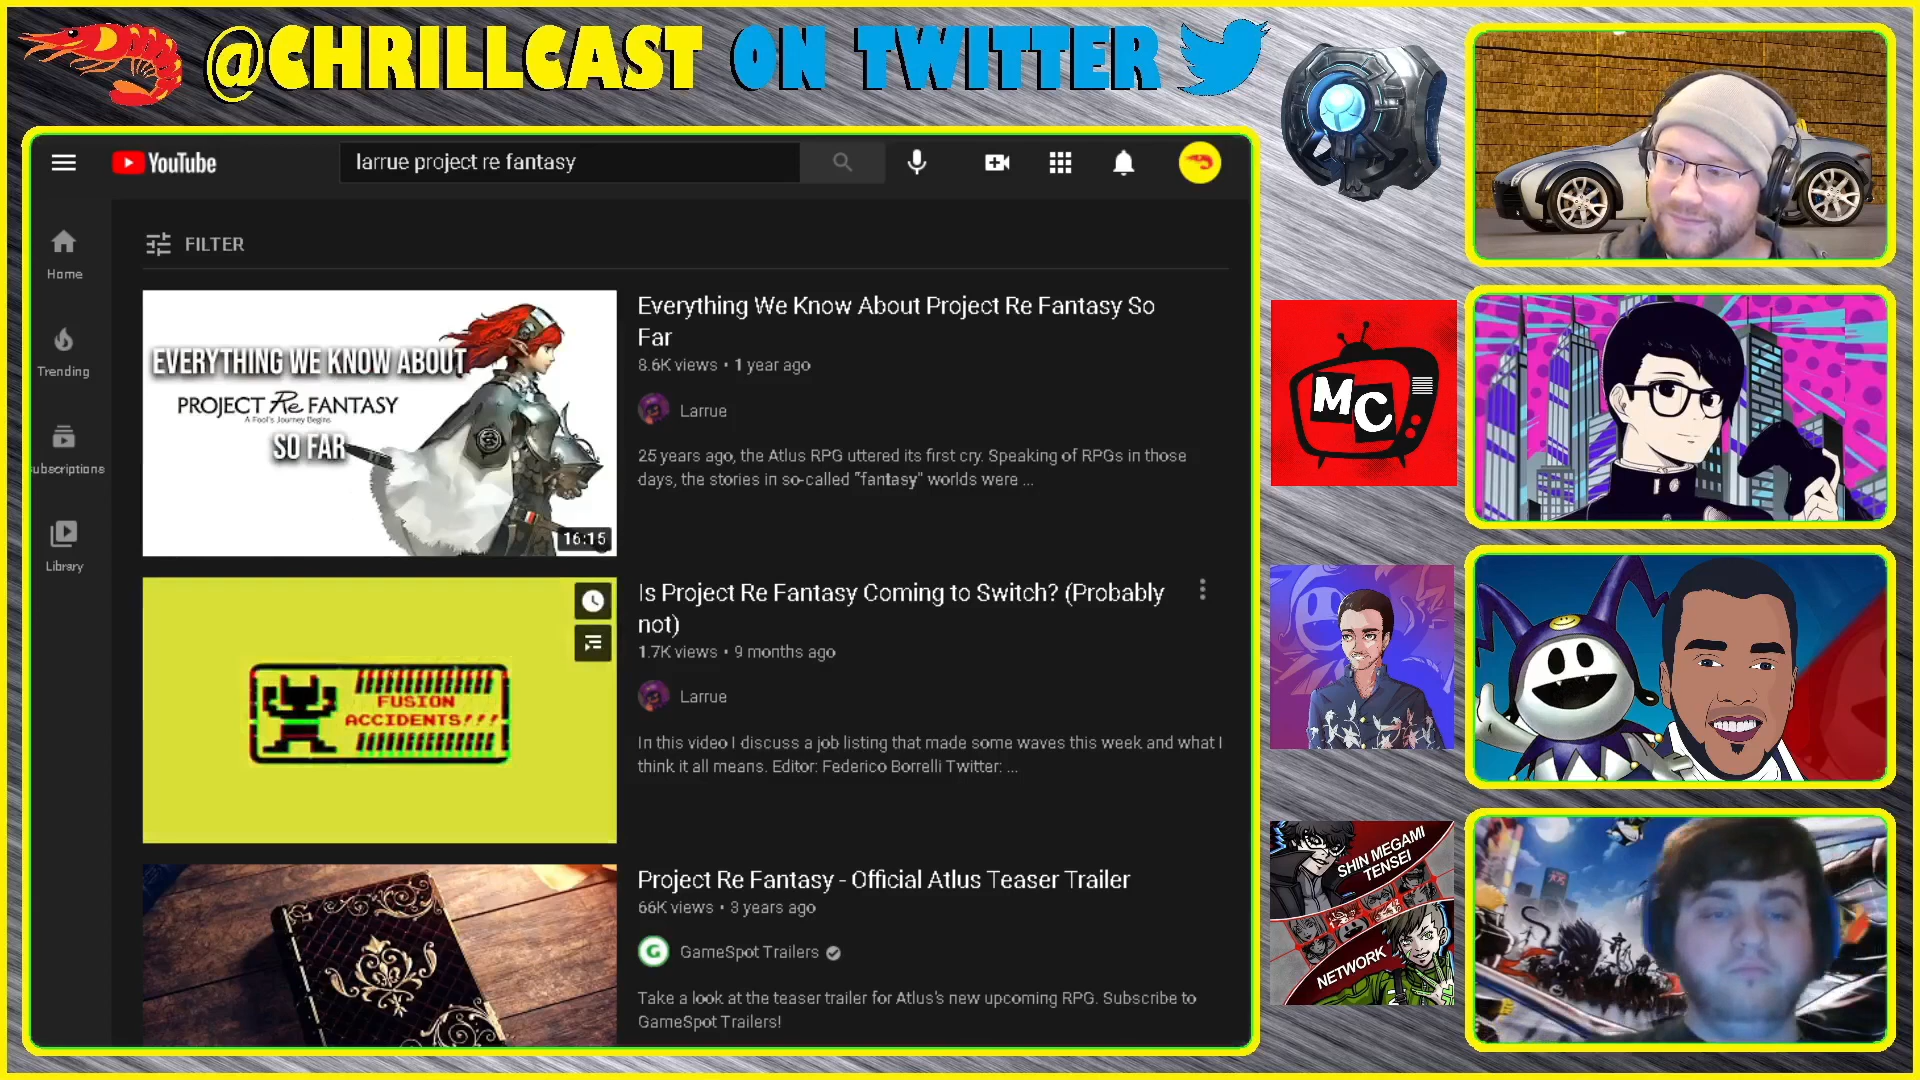 @CHRILLCAST ON TWITTER
YouTube
larrue project re fantasy
Home
Trending
ubscriptions
Library
FILTER
EVERYTHING WE KNOW ABOUT
PROJECT Re FANTASY
A Fool's Journey Begins
SO FAR
16:15
Everything We Know About Project Re Fantasy So
Far
8.6K views • 1 year ago
Larrue
25 years ago, the Atlus RPG uttered its first cry. Speaking of RPGs in those
days, the stories in so-called "fantasy" worlds were ...
FUSION
ACCIDENTS!!!
Is Project Re Fantasy Coming to Switch? (Probably
not)
1.7K views • 9 months ago
Larrue
In this video I discuss a job listing that made some waves this week and what I
think it all means. Editor: Federico Borrelli Twitter: ...
Project Re Fantasy - Official Atlus Teaser Trailer
66K views • 3 years ago
G
GameSpot Trailers
Take a look at the teaser trailer for Atlus's new upcoming RPG. Subscribe to
GameSpot Trailers!
MC
SHIN MEGAMI
TENSEI
NETWORK